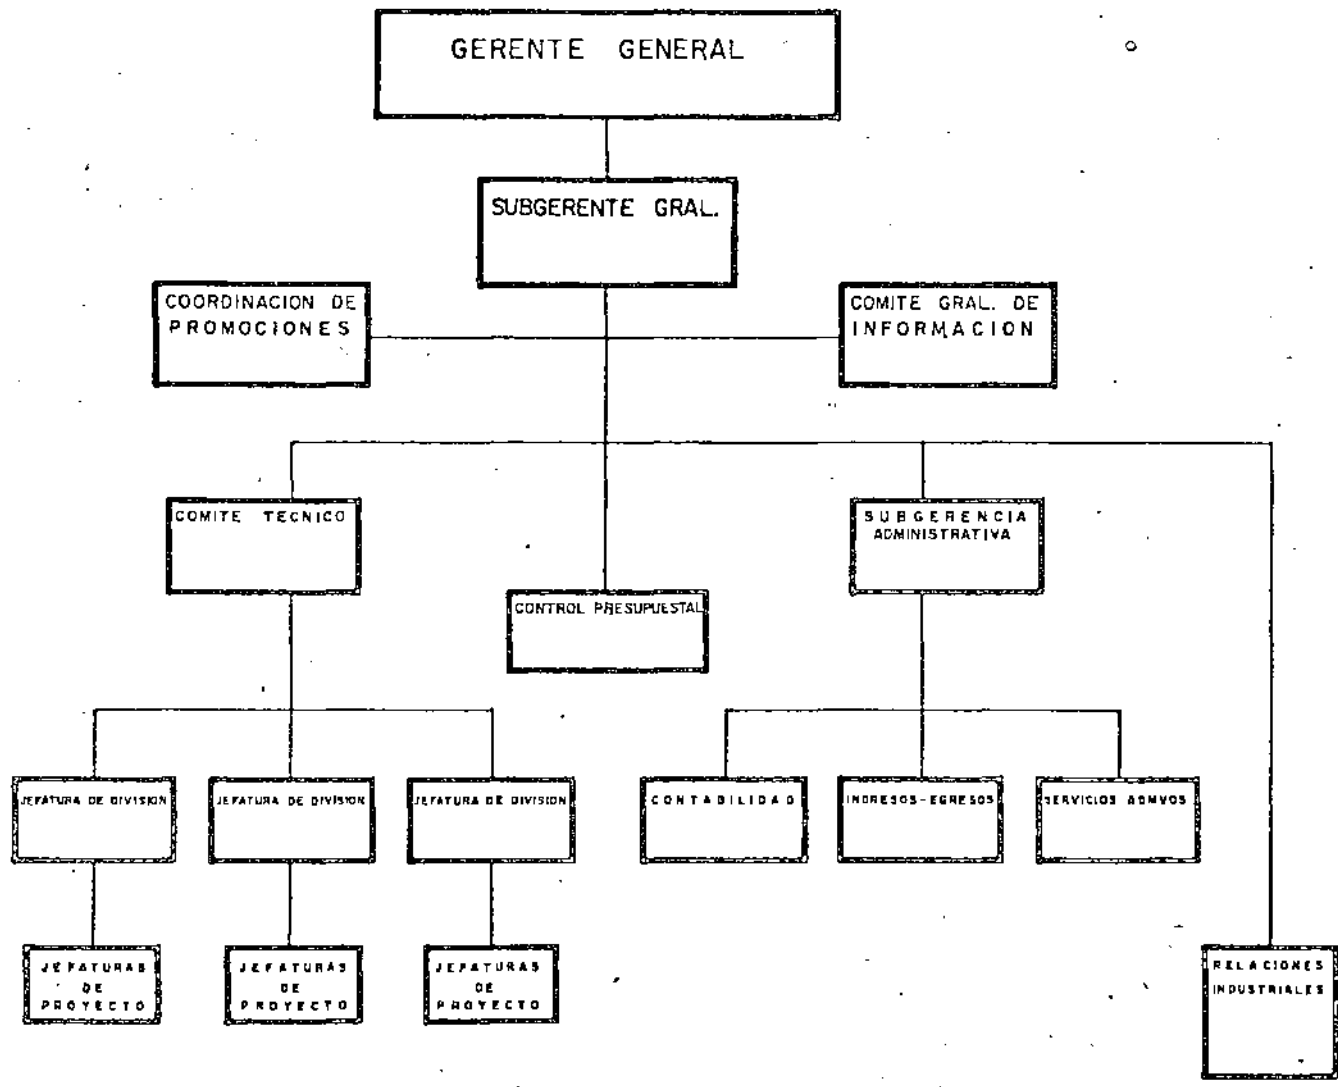 GERENTE GENERAL
SUBGERENTE GRAL.
COORDINACION DE
PROMOCIONES
COMITE GRAL. DE
INFORMACION
COMITE TECNICO
SUBGERENCIA
ADMINISTRATIVA
CONTROL PRESUPUESTAL
JEFATURA DE DIVISION
JEFATURA DE DIVISION
JEFATURA DE DIVISION
CONTABILIDAD
INGRESOS-EGRESOS
SERVICIOS ADMVOS
JEFATURAS
DE
PROYECTO
JEFATURAS
DE
PROYECTO
JEFATURAS
DE
PROYECTO
RELACIONES
INDUSTRIALES